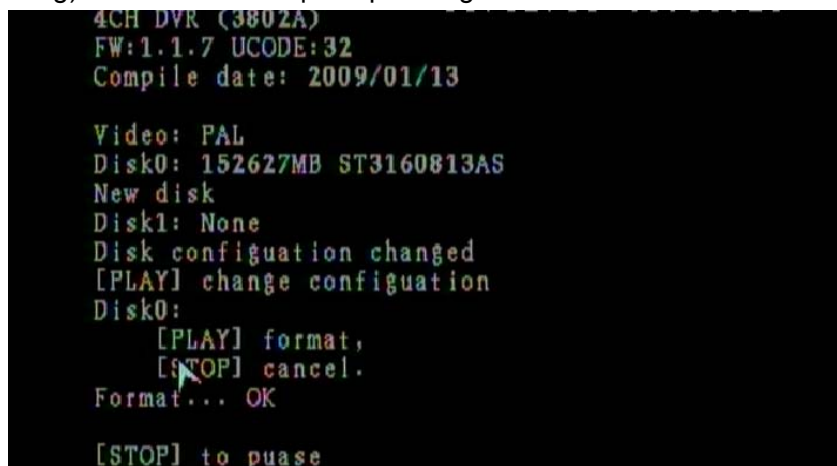 4CH DVR (3802A)
FW:1.1.7 UCODE:32
Compile date: 2009/01/13
Video: PAL
Disk0: 152627MB ST3160813AS
New disk
Disk1: None
Disk configuation changed
[PLAY] change configuation
Disk0:
[PLAY] format,
[STOP] cancel.
Format... OK
[STOP] to puase